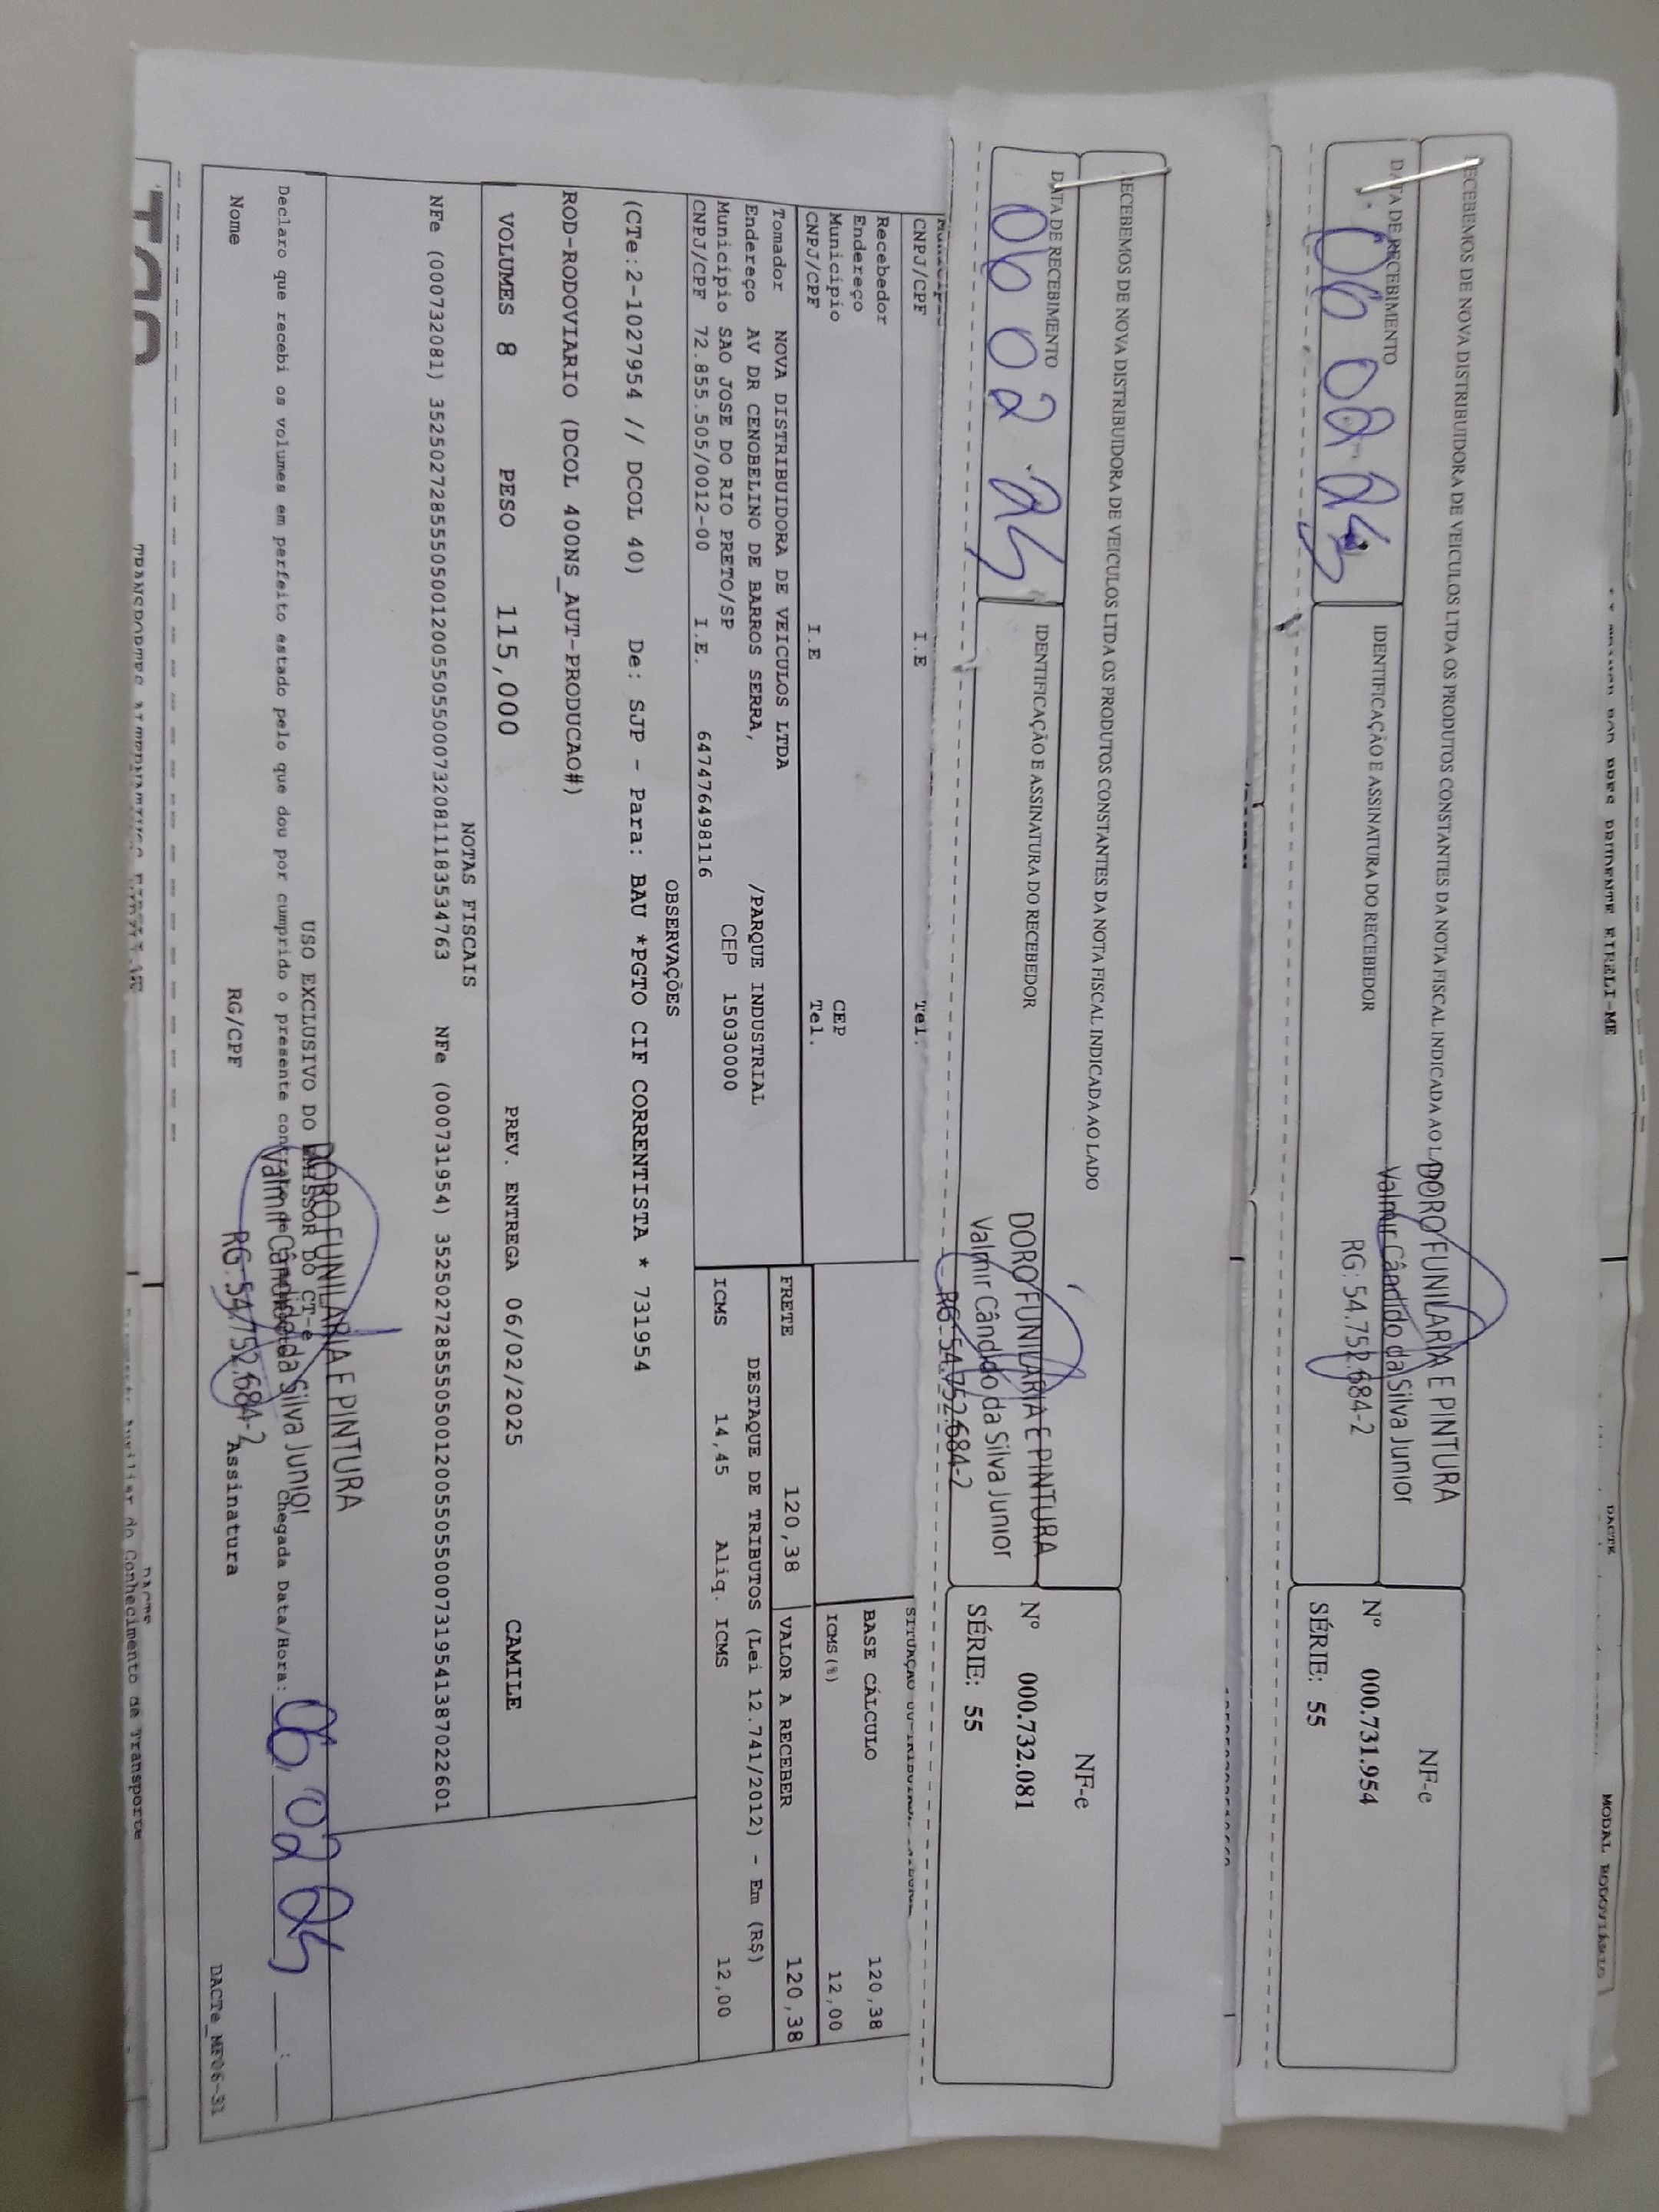 MODAL RODOVIÁRIO
DACTE
RECEBEMOS DE NOVA DISTRIBUIDORA DE VEICULOS LTDA OS PRODUTOS CONSTANTES DA NOTA FISCAL INDICADA AO LADO
NF-e
Nº 000.731.954
SÉRIE: 55
DATA DE RECEBIMENTO
IDENTIFICAÇÃO E ASSINATURA DO RECEBEDOR
06 02 25
DORO FUNILARIA E PINTURA
Valmir Cândido da Silva Junior
RG: 54.752.684-2
RECEBEMOS DE NOVA DISTRIBUIDORA DE VEICULOS LTDA OS PRODUTOS CONSTANTES DA NOTA FISCAL INDICADA AO LADO
NF-e
Nº 000.732.081
SÉRIE: 55
DATA DE RECEBIMENTO
IDENTIFICAÇÃO E ASSINATURA DO RECEBEDOR
06 02 25
DORO FUNILARIA E PINTURA
Valmir Cândido da Silva Junior
RG: 54.752.684-2
CNPJ/CPF I.E Tel.
Recebedor
Endereço
Município CEP
CNPJ/CPF I.E Tel.
BASE CÁLCULO 120,38
ICMS(%) 12,00
Tomador NOVA DISTRIBUIDORA DE VEICULOS LTDA
Endereço AV DR CENOBELINO DE BARROS SERRA, /PARQUE INDUSTRIAL
Município SAO JOSE DO RIO PRETO/SP CEP 15030000
CNPJ/CPF 72.855.505/0012-00 I.E. 647476498116
FRETE 120,38 VALOR A RECEBER 120,38
DESTAQUE DE TRIBUTOS (Lei 12.741/2012) - Em (R$)
ICMS 14,45 Aliq. ICMS 12,00
OBSERVAÇÕES
(CTe:2-1027954 // DCOL 40) De: SJP - Para: BAU *PGTO CIF CORRENTISTA * 731954
ROD-RODOVIARIO (DCOL 400NS_AUT-PRODUCAO#)
VOLUMES 8 PESO 115,000 PREV. ENTREGA 06/02/2025 CAMILE
NOTAS FISCAIS
NFe (000732081) 35250272855505001200550550007320811183534763 NFe (000731954) 35250272855505001200550550007319541387022601
USO EXCLUSIVO DO EMISSOR DO CT-e
Declaro que recebi os volumes em perfeito estado pelo que dou por cumprido o presente contrato de Chegada Data/Hora: 06 02 25
DORO FUNILARIA E PINTURA
Valmir Cândido da Silva Junior
RG: 54.752.684-2
Nome RG/CPF Assinatura
DACTe_MF06-31
DACTE
do Conhecimento de Transporte